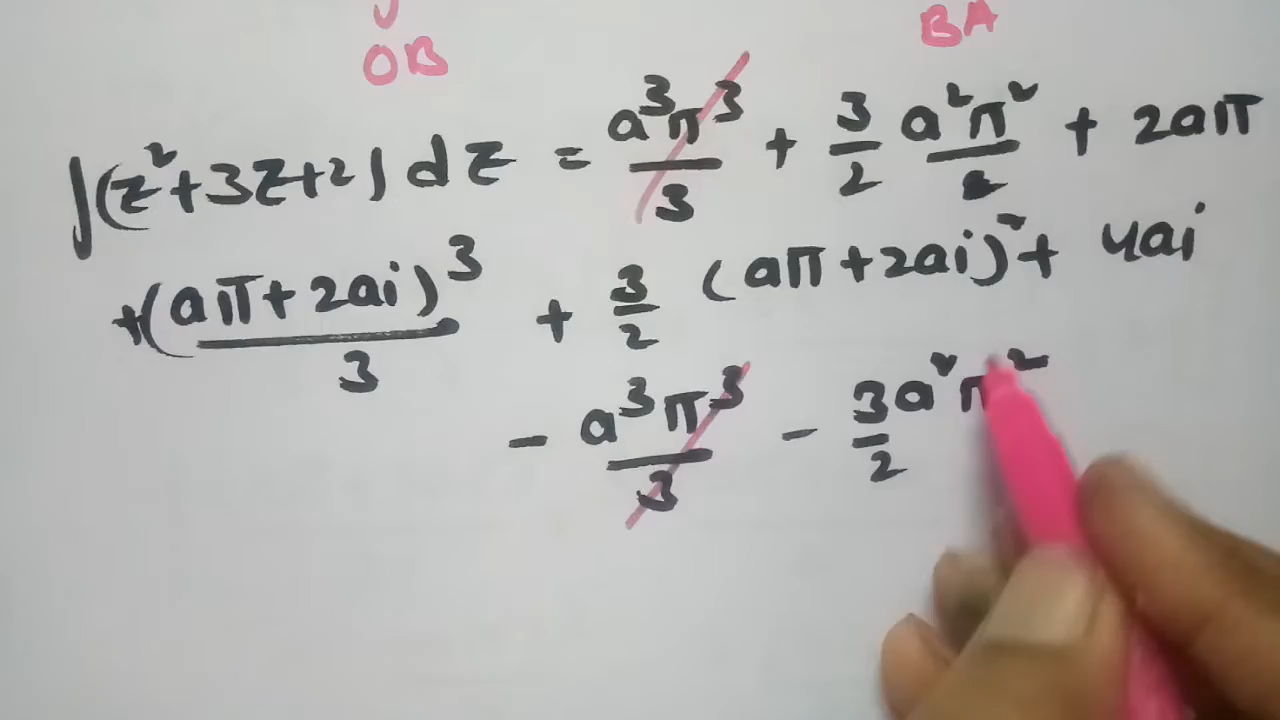 OB BA
∫(z²+3z+2) dz = a³π³/3 + 3/2 a²π²/2 + 2aπ
+(aπ+2ai)³/3 + 3/2 (aπ+2ai)² + 4ai
- a³π³/3 - 3/2 a²π²